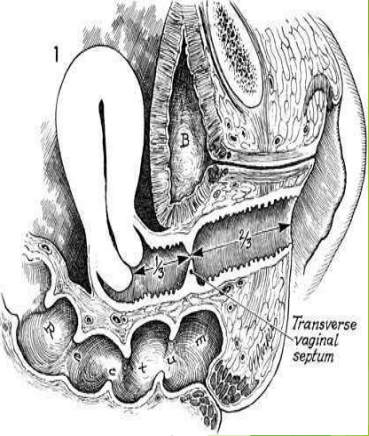 1
B
1/3
2/3
Transverse
vaginal
septum
R e c t u m